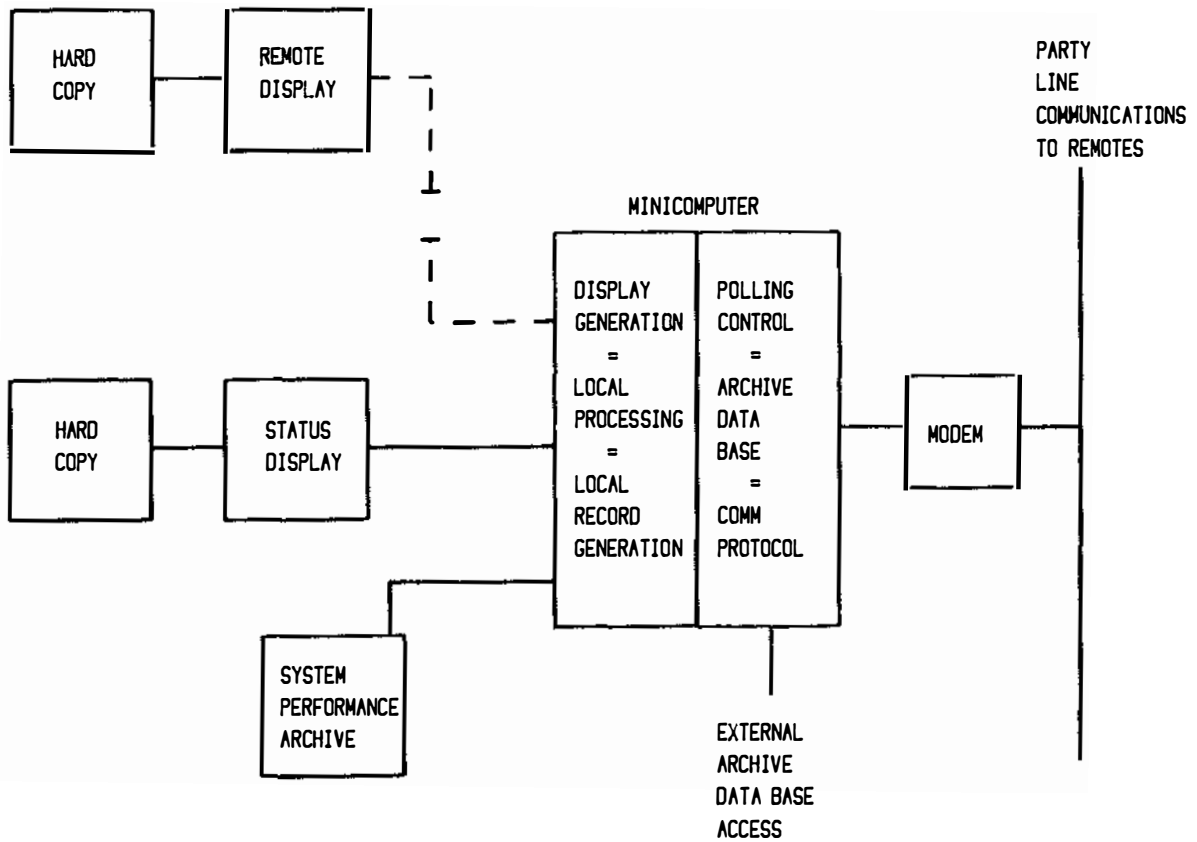 HARD
COPY
REMOTE
DISPLAY
PARTY
LINE
COMMUNICATIONS
TO REMOTES
MINICOMPUTER
DISPLAY
GENERATION
=
LOCAL
PROCESSING
=
LOCAL
RECORD
GENERATION
POLLING
CONTROL
=
ARCHIVE
DATA
BASE
=
COMM
PROTOCOL
HARD
COPY
STATUS
DISPLAY
MODEM
SYSTEM
PERFORMANCE
ARCHIVE
EXTERNAL
ARCHIVE
DATA BASE
ACCESS